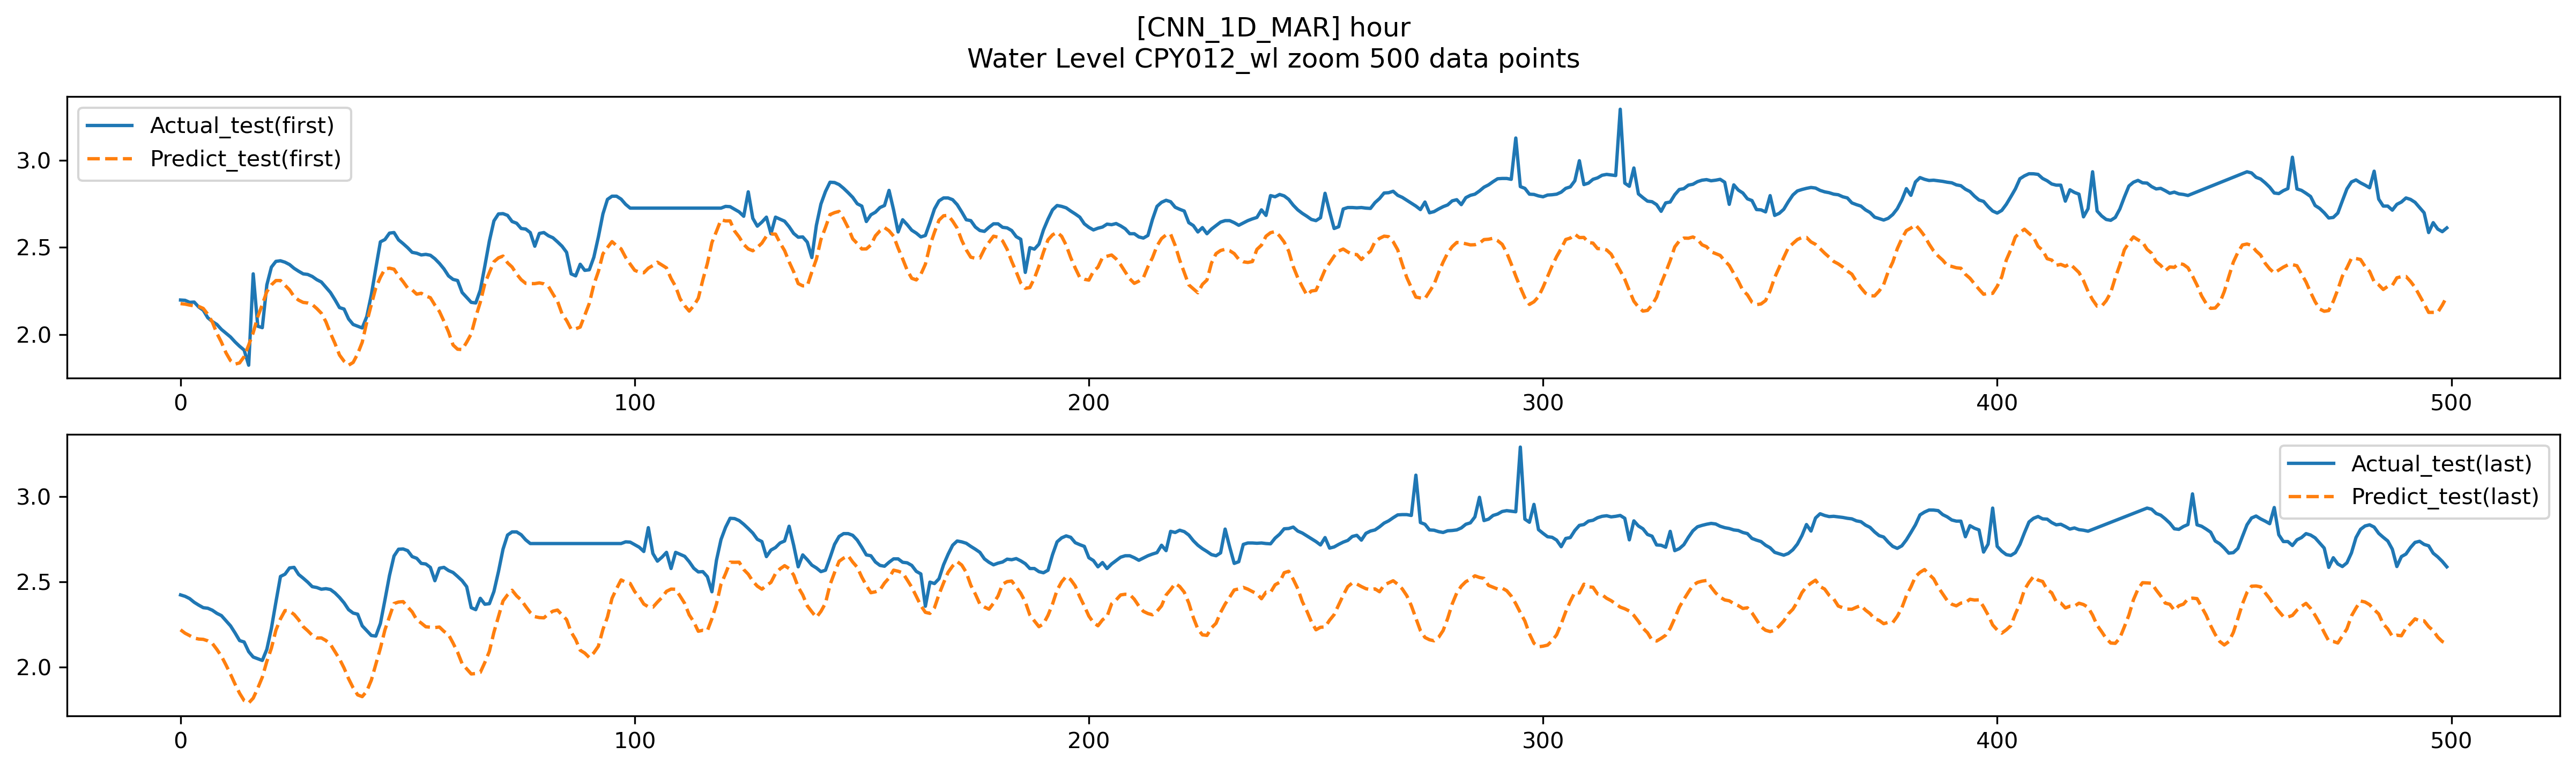 [CNN_1D_MAR] hour
Water Level CPY012_wl zoom 500 data points
Actual_test(first)
Predict_test(first)
3.0
2.5
2.0
0 100 200 300 400 500
Actual_test(last)
Predict_test(last)
3.0
2.5
2.0
0 100 200 300 400 500